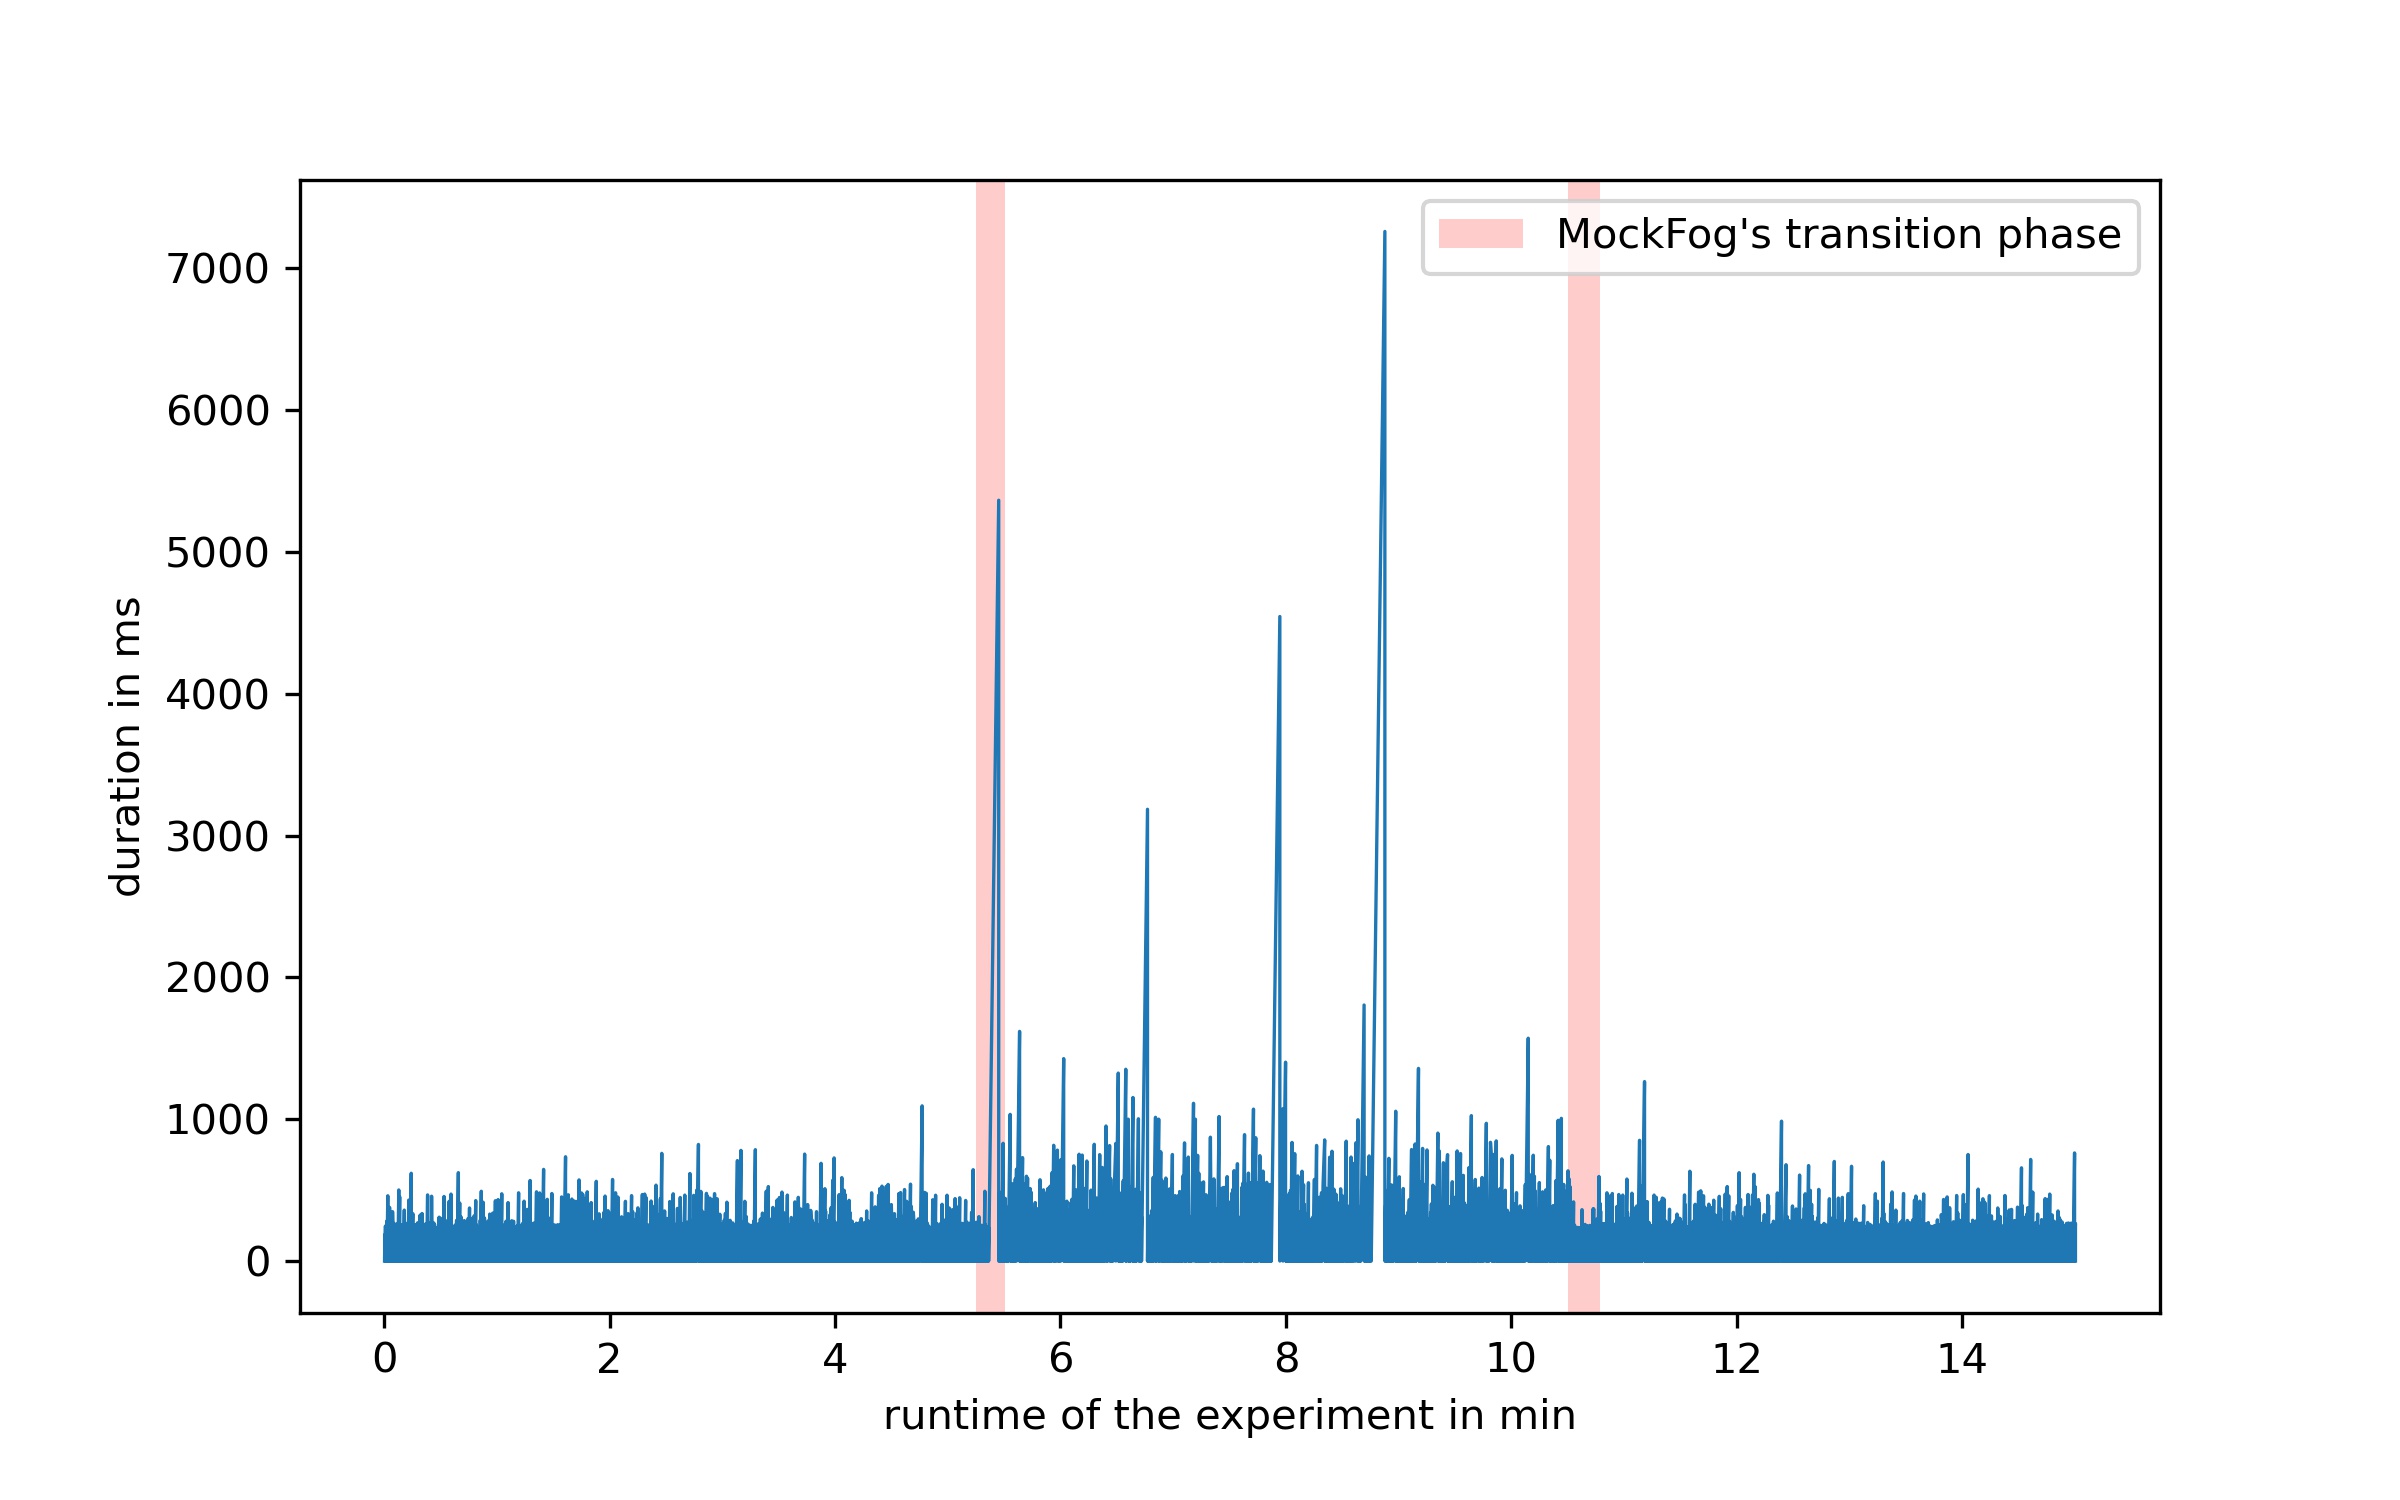 MockFog's transition phase
7000
6000
5000
4000
3000
2000
1000
0
duration in ms
0 2 4 6 8 10 12 14
runtime of the experiment in min